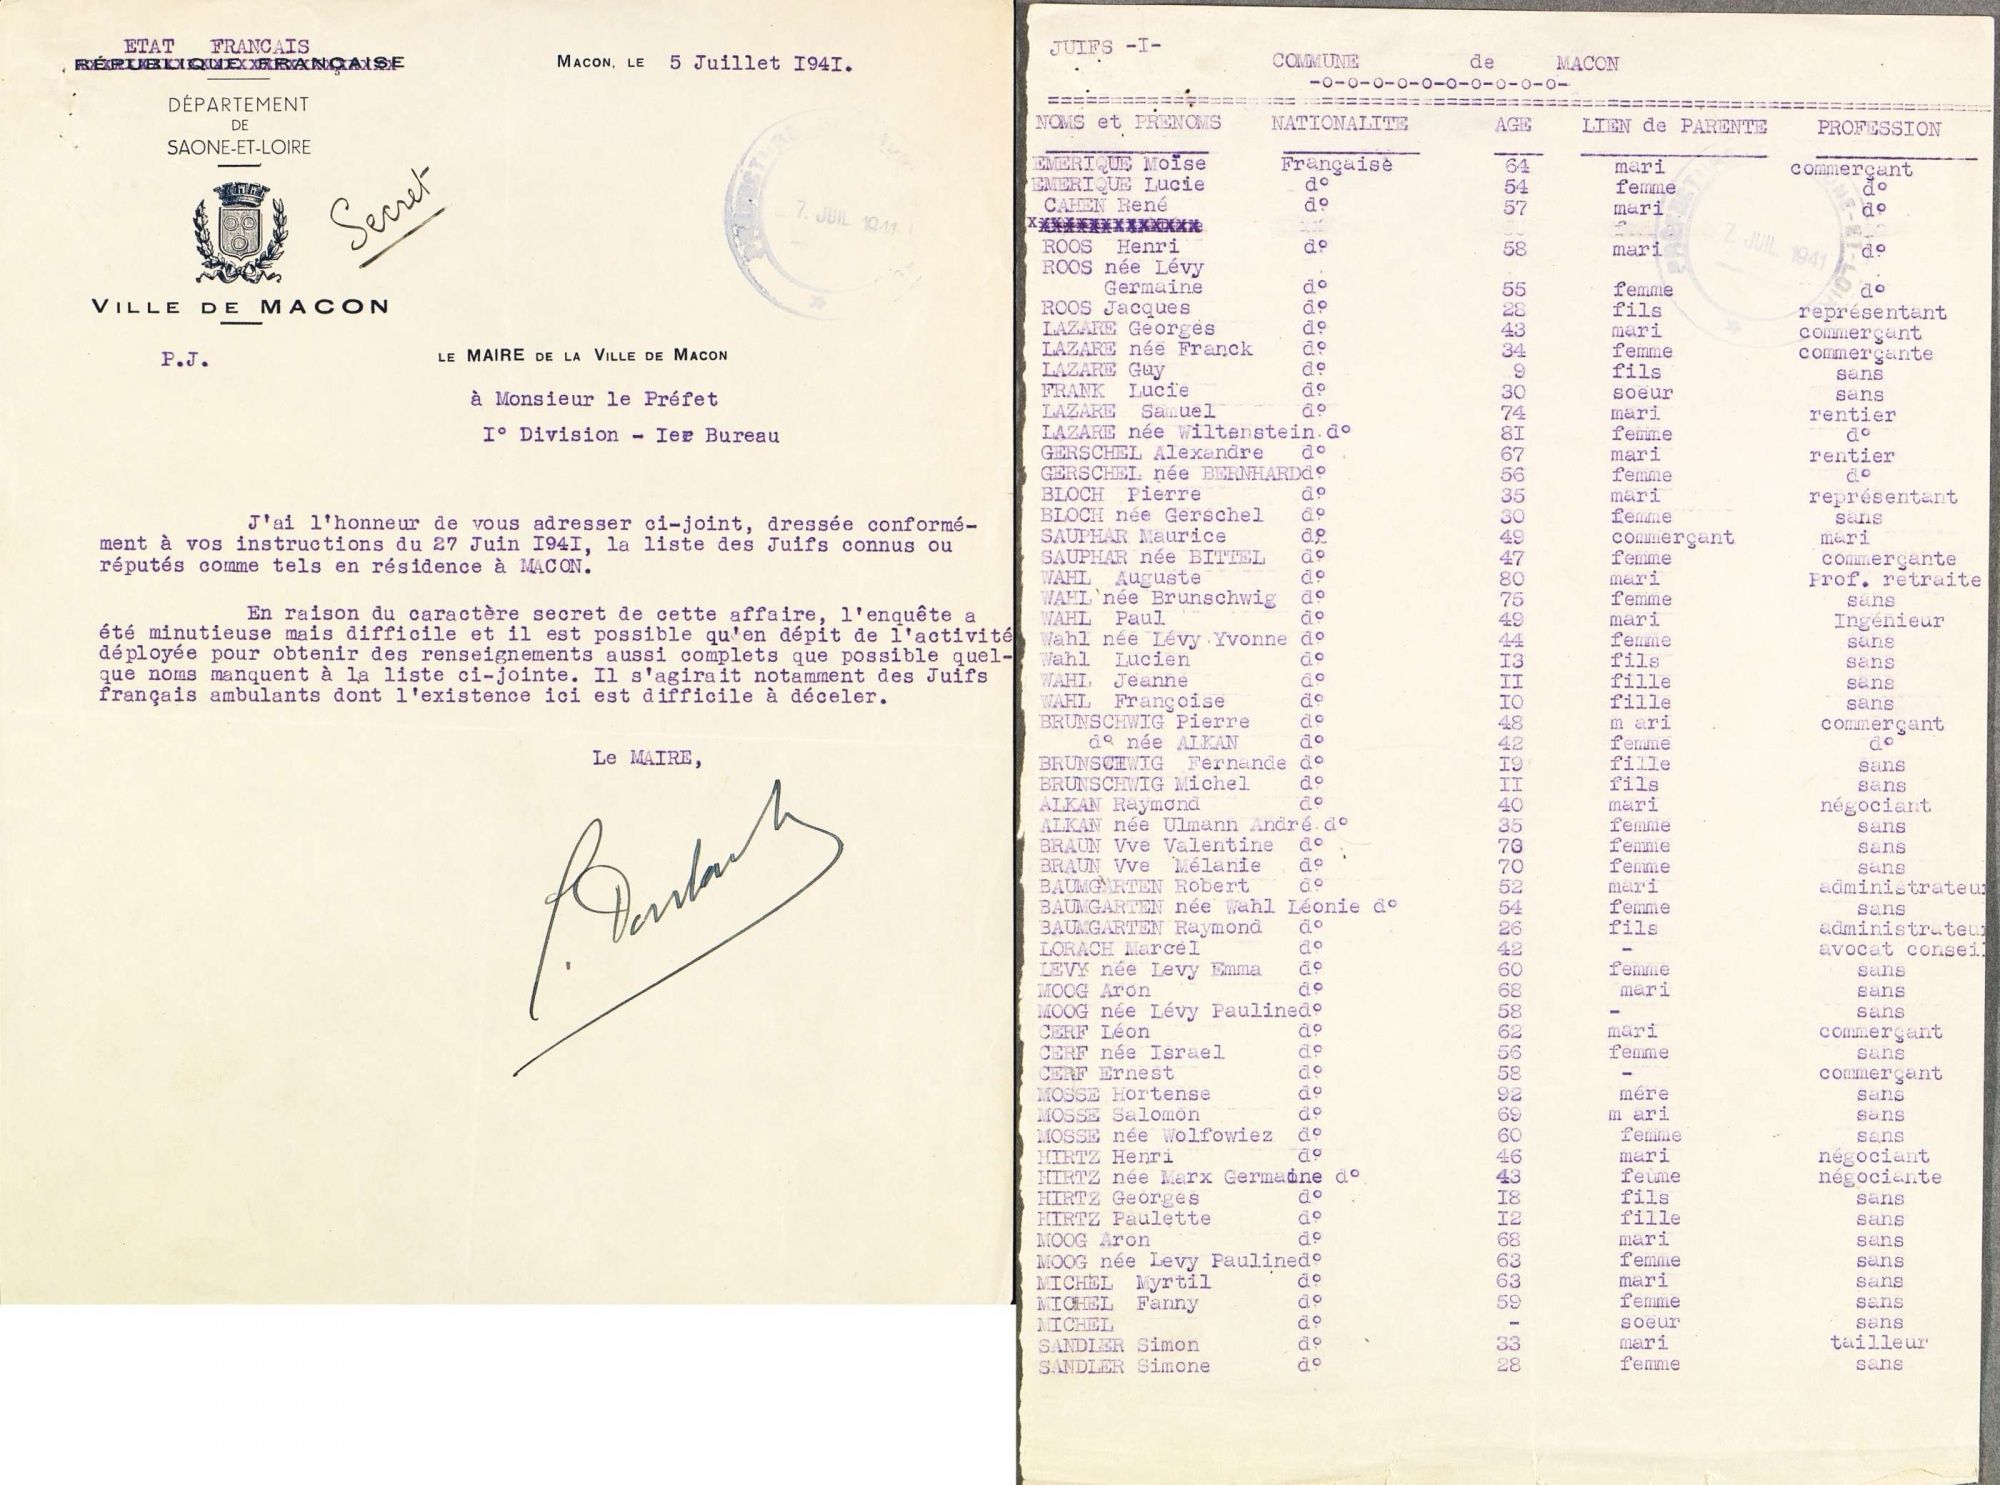 ETAT FRANCAIS
RÉPUBLIQUE FRANÇAISE
MACON, LE 5 Juillet I94I.
DÉPARTEMENT
DE
SAONE-ET-LOIRE
Secret
7. JUIL 1941
VILLE DE MACON
P.J.
LE MAIRE DE LA VILLE DE MACON
à Monsieur le Préfet
I° Division - Ier Bureau
J'ai l'honneur de vous adresser ci-joint, dressée conformé-
ment à vos instructions du 27 Juin I94I, la liste des Juifs connus ou
réputés comme tels en résidence à MACON.
En raison du caractère secret de cette affaire, l'enquête a
été minutieuse mais difficile et il est possible qu'en dépit de l'activité
déployée pour obtenir des renseignements aussi complets que possible quel-
que noms manquent à la liste ci-jointe. Il s'agirait notamment des Juifs
français ambulants dont l'existence ici est difficile à déceler.
Le MAIRE,
JUIFS -I-
COMMUNE de MACON
-o-o-o-o-o-o-o-o-o-o-
NOMS et PRENOMS NATIONALITE AGE LIEN de PARENTE PROFESSION
EMERIQUE Moïse Française 64 mari commerçant
EMERIQUE Lucie d° 54 femme d°
CAHEN René d° 57 mari d°
ROOS Henri d° 58 mari d°
ROOS née Lévy
Germaine d° 55 femme d°
ROOS Jacques d° 28 fils représentant
LAZARE Georges d° 43 mari commerçant
LAZARE née Franck d° 34 femme commerçante
LAZARE Guy d° 9 fils sans
FRANK Lucie d° 30 soeur sans
LAZARE Samuel d° 74 mari rentier
LAZARE née Wiltenstein d° 8I femme d°
GERSCHEL Alexandre d° 67 mari rentier
GERSCHEL née BERNHARD d° 56 femme d°
BLOCH Pierre d° 35 mari représentant
BLOCH née Gerschel d° 30 femme sans
SAUPHAR Maurice d° 49 commerçant mari
SAUPHAR née BITTEL d° 47 femme commerçante
WAHL Auguste d° 80 mari Prof. retraite
WAHL née Brunschwig d° 75 femme sans
WAHL Paul d° 49 mari Ingénieur
Wahl née Lévy Yvonne d° 44 femme sans
Wahl Lucien d° I3 fils sans
WAHL Jeanne d° II fille sans
WAHL Françoise d° IO fille sans
BRUNSCHWIG Pierre d° 48 m ari commerçant
d° née ALKAN d° 42 femme d°
BRUNSCHWIG Fernande d° I9 fille sans
BRUNSCHWIG Michel d° II fils sans
ALKAN Raymond d° 40 mari négociant
ALKAN née Ulmann André d° 35 femme sans
BRAUN Vve Valentine d° femme sans
BRAUN Vve Mélanie d° 70 femme sans
BAUMGARTEN Robert d° 52 mari administrateur
BAUMGARTEN née Wahl Léonie d° 54 femme sans
BAUMGARTEN Raymond d° 26 fils administrateur
LORACH Marcel d° 42 - avocat conseil
LEVY née Levy Emma d° 60 femme sans
MOOG Aron d° 68 mari sans
MOOG née Lévy Pauline d° 58 - sans
CERF Léon d° 62 mari commerçant
CERF née Israel d° 56 femme sans
CERF Ernest d° 58 - commerçant
MOSSE Hortense d° 92 mére sans
MOSSE Salomon d° 69 m ari sans
MOSSE née Wolfowiez d° 60 femme sans
HIRTZ Henri d° 46 mari négociant
HIRTZ née Marx Germaine d° 43 femme négociante
HIRTZ Georges d° I8 fils sans
HIRTZ Paulette d° I2 fille sans
MOOG Aron d° 68 mari sans
MOOG née Levy Pauline d° 63 femme sans
MICHEL Myrtil d° 63 mari sans
MICHEL Fanny d° 59 femme sans
MICHEL d° - soeur sans
SANDLER Simon d° 33 mari tailleur
SANDLER Simone d° 28 femme sans
7. JUIL 1941